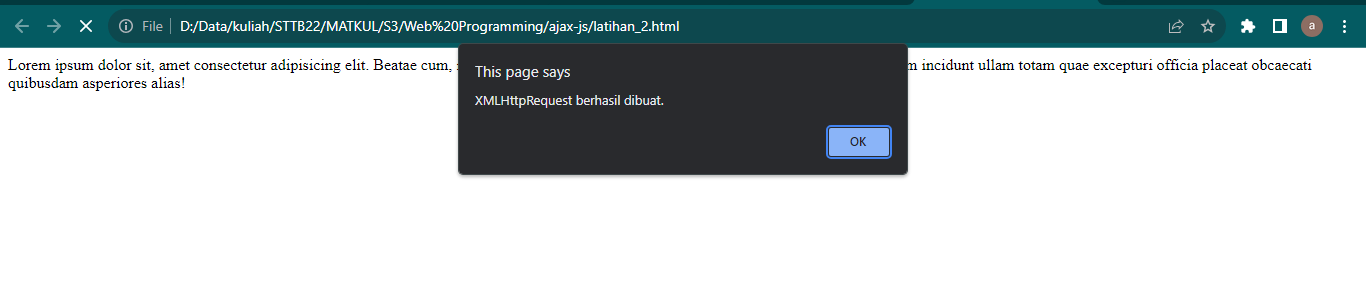 File D:/Data/kuliah/STTB22/MATKUL/S3/Web%20Programming/ajax-js/latihan_2.html a
Lorem ipsum dolor sit, amet consectetur adipisicing elit. Beatae cum, incidunt ullam totam quae excepturi officia placeat obcaecati
quibusdam asperiores alias!
This page says
XMLHttpRequest berhasil dibuat.
OK